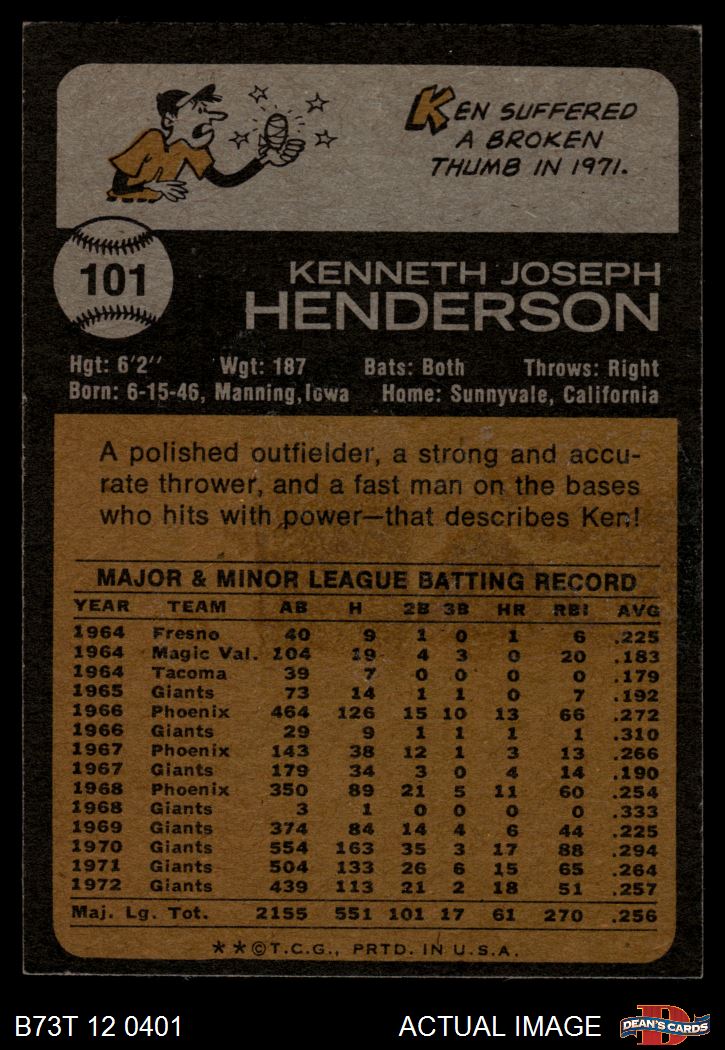 KEN SUFFERED
A BROKEN
THUMB IN 1971.
101
KENNETH JOSEPH
HENDERSON
Hgt: 6'2" Wgt: 187 Bats: Both Throws: Right
Born: 6-15-46, Manning, Iowa Home: Sunnyvale, California
A polished outfielder, a strong and accu-
rate thrower, and a fast man on the bases
who hits with power—that describes Ken!
MAJOR & MINOR LEAGUE BATTING RECORD
YEAR TEAM AB H 2B 3B HR RBI AVG
1964 Fresno 40 9 1 0 1 6 .225
1964 Magic Val. 104 19 4 3 0 20 .183
1964 Tacoma 39 7 0 0 0 0 .179
1965 Giants 73 14 1 1 0 7 .192
1966 Phoenix 464 126 15 10 13 66 .272
1966 Giants 29 9 1 1 1 1 .310
1967 Phoenix 143 38 12 1 3 13 .266
1967 Giants 179 34 3 0 4 14 .190
1968 Phoenix 350 89 21 5 11 60 .254
1968 Giants 3 1 0 0 0 0 .333
1969 Giants 374 84 14 4 6 44 .225
1970 Giants 554 163 35 3 17 88 .294
1971 Giants 504 133 26 6 15 65 .264
1972 Giants 439 113 21 2 18 51 .257
Maj. Lg. Tot. 2155 551 101 17 61 270 .256
**©T.C.G., PRTD. IN U.S.A.
B73T 12 0401 ACTUAL IMAGE
D
DEAN'S CARDS